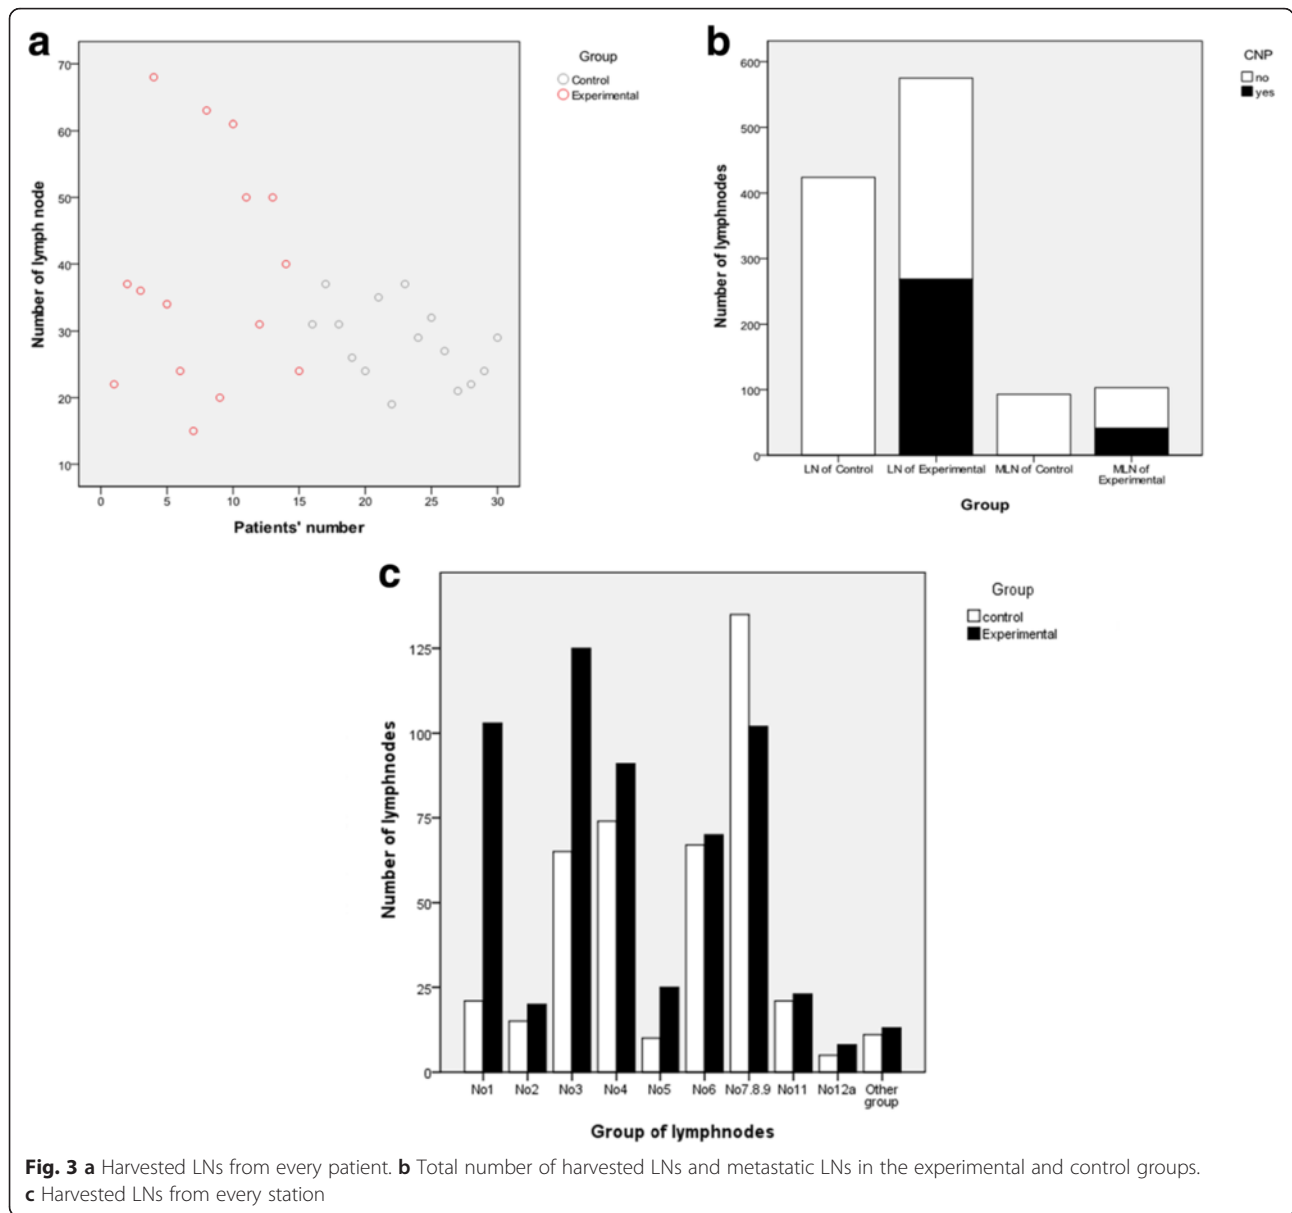 a
70
60
50
40
30
20
10
Number of lymph node
0 5 10 15 20 25 30
Patients' number
Group
Control
Experimental
b
600
500
400
300
200
100
0
Number of lymphnodes
LN of Control LN of Experimental MLN of Control MLN of
Experimental
Group
CNP
no
yes
c
125
100
75
50
25
0
Number of lymphnodes
No1 No2 No3 No4 No5 No6 No7.8.9 No11 No12a Other
group
Group of lymphnodes
Group
control
Experimental
Fig. 3 a Harvested LNs from every patient. b Total number of harvested LNs and metastatic LNs in the experimental and control groups.
c Harvested LNs from every station